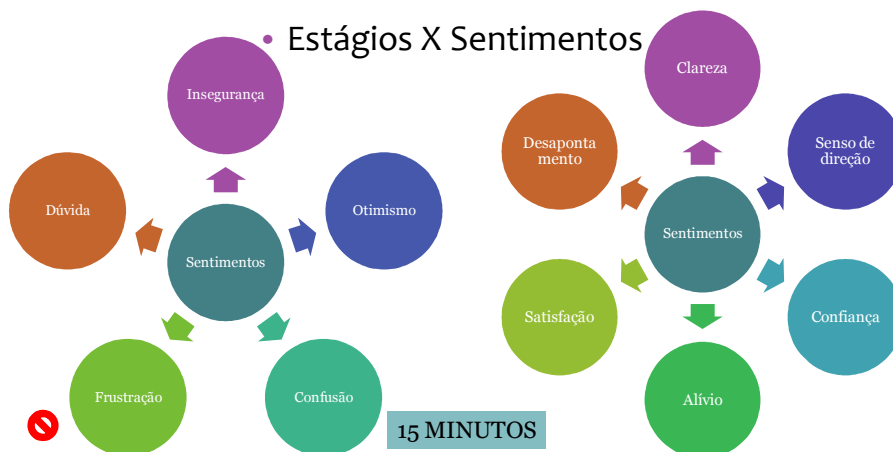 • Estágios X Sentimentos
Insegurança
Otimismo
Confusão
Frustração
Dúvida
Sentimentos
Clareza
Senso de
direção
Confiança
Alívio
Satisfação
Desaponta
mento
Sentimentos
15 MINUTOS